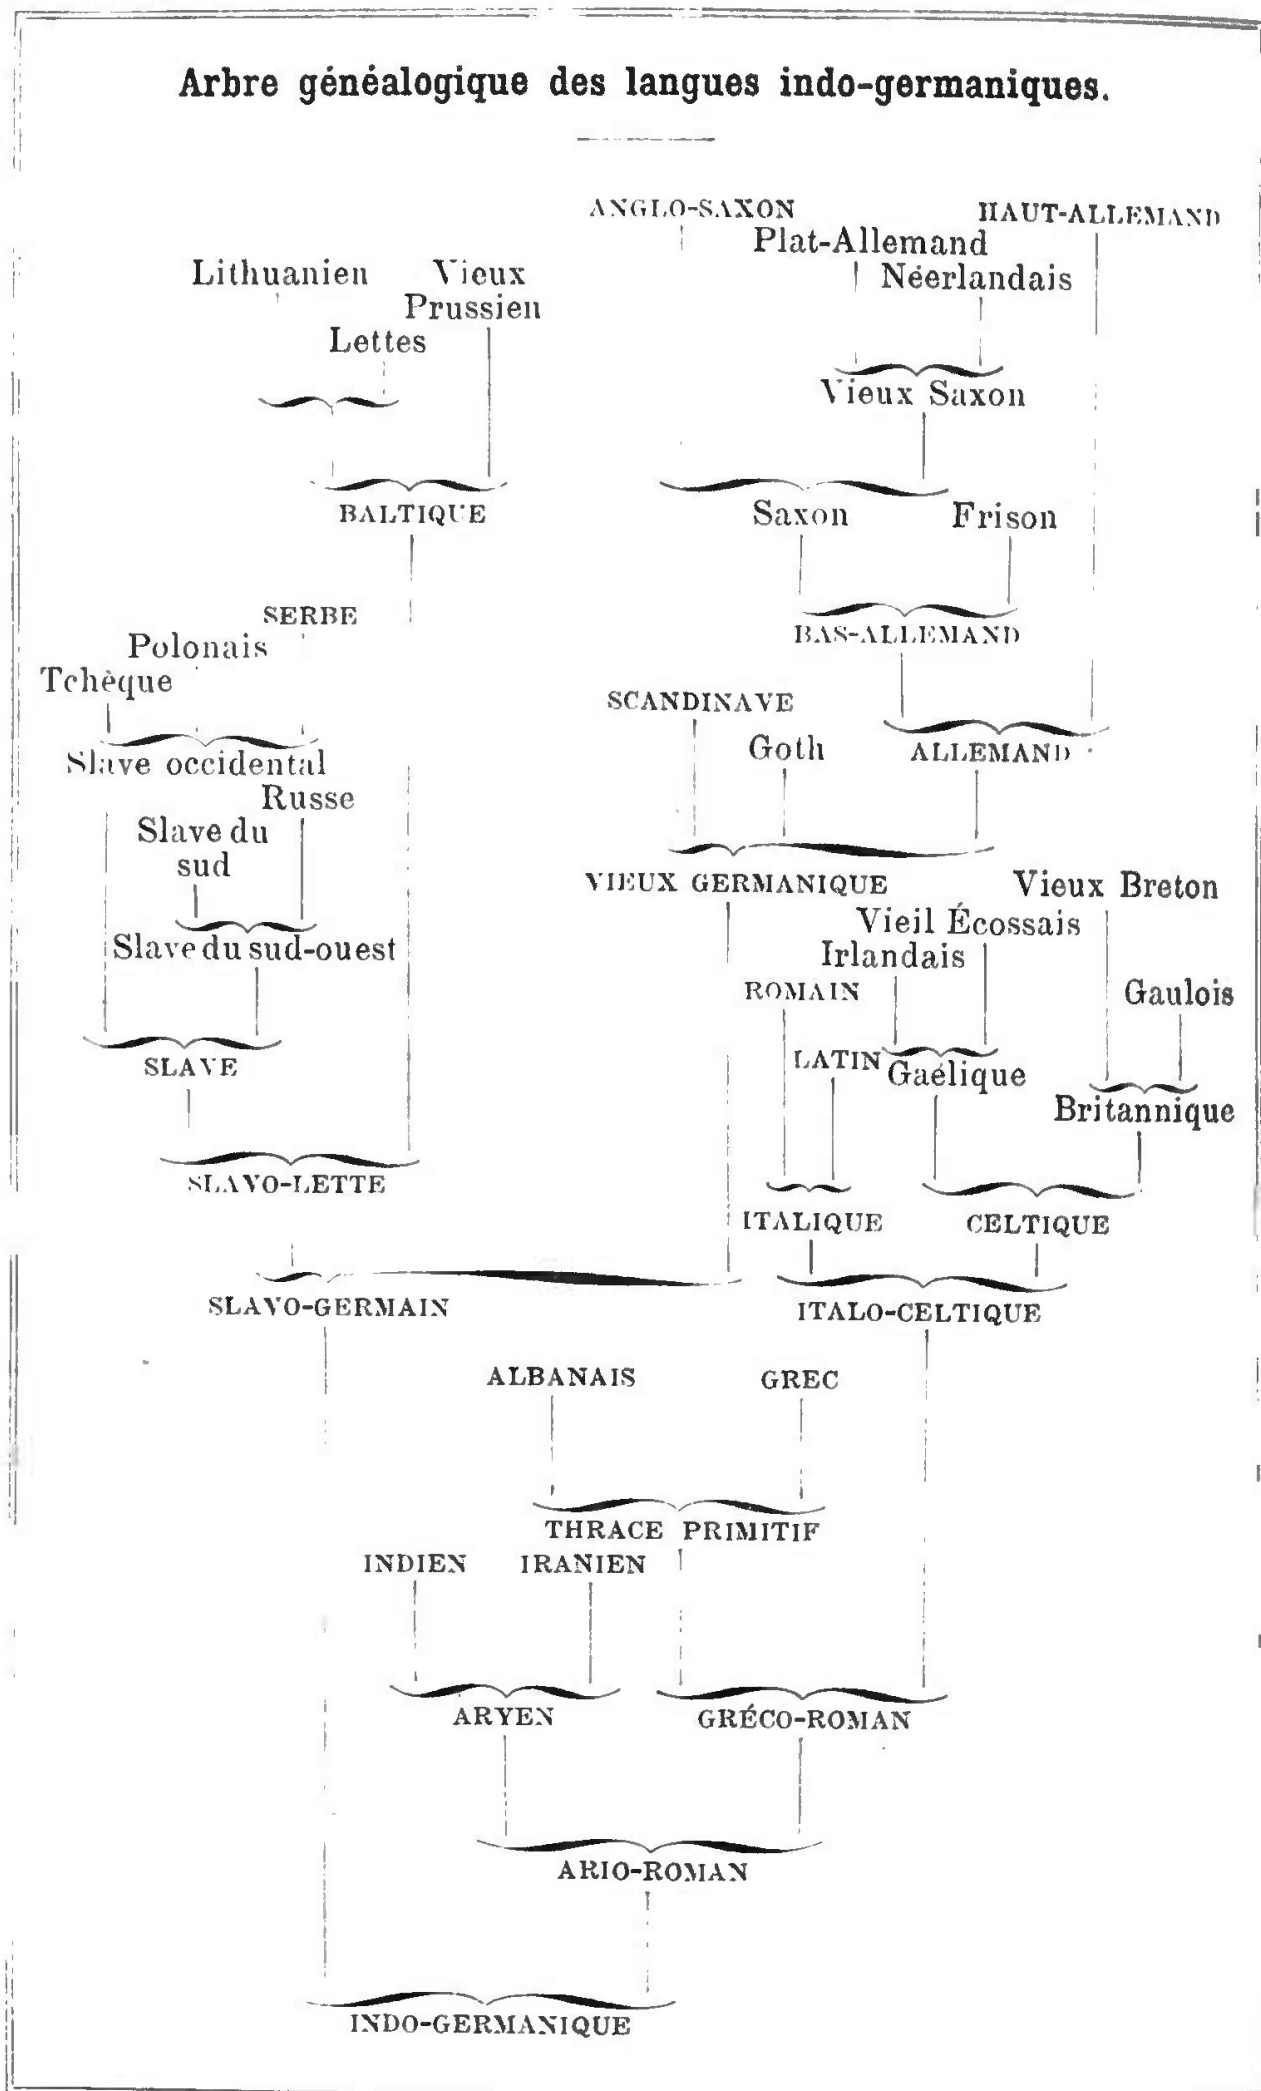 Arbre généalogique des langues indo-germaniques.
ANGLO-SAXON
HAUT-ALLEMAND
Plat-Allemand
Lithuanien
Vieux
Néerlandais
Prussien
Lettes
Vieux Saxon
BALTIQUE
Saxon
Frison
SERBE
BAS-ALLEMAND
Polonais
Tchèque
SCANDINAVE
Goth
ALLEMAND
Slave occidental
Russe
Slave du
sud
VIEUX GERMANIQUE
Vieux Breton
Vieil Écossais
Slave du sud-ouest
Irlandais
ROMAIN
Gaulois
SLAVE
LATIN
Gaélique
Britannique
SLAVO-LETTE
ITALIQUE
CELTIQUE
SLAVO-GERMAIN
ITALO-CELTIQUE
ALBANAIS
GREC
THRACE PRIMITIF
INDIEN
IRANIEN
ARYEN
GRÉCO-ROMAN
ARIO-ROMAN
INDO-GERMANIQUE